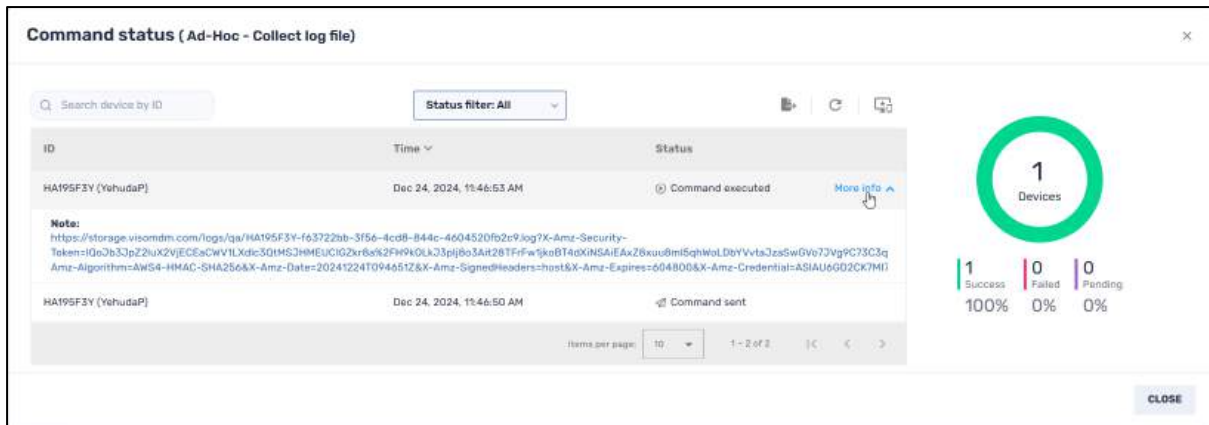 Command status ( Ad-Hoc - Collect log file)
Search device by ID
Status filter: All
ID Time Status
HA195F3Y (YehudaP) Dec 24, 2024, 11:46:53 AM Command executed More info
Note:
https://storage.visomdm.com/logs/qa/HA195F3Y-f63722bb-3f56-4cd8-844c-4604520fb2c9.log?X-Amz-Security-
Amz-Algorithm=AWS4-HMAC-SHA256&X-Amz-Date=20241224T094651Z&X-Amz-SignedHeaders=host&X-Amz-Expires=604800&X-Amz-Credential=ASIAU6GD2CK7MI7
HA195F3Y (YehudaP) Dec 24, 2024, 11:46:50 AM Command sent
Items per page: 10 1 - 2 of 2
1
Devices
1 0 0
Success Failed Pending
100% 0% 0%
CLOSE